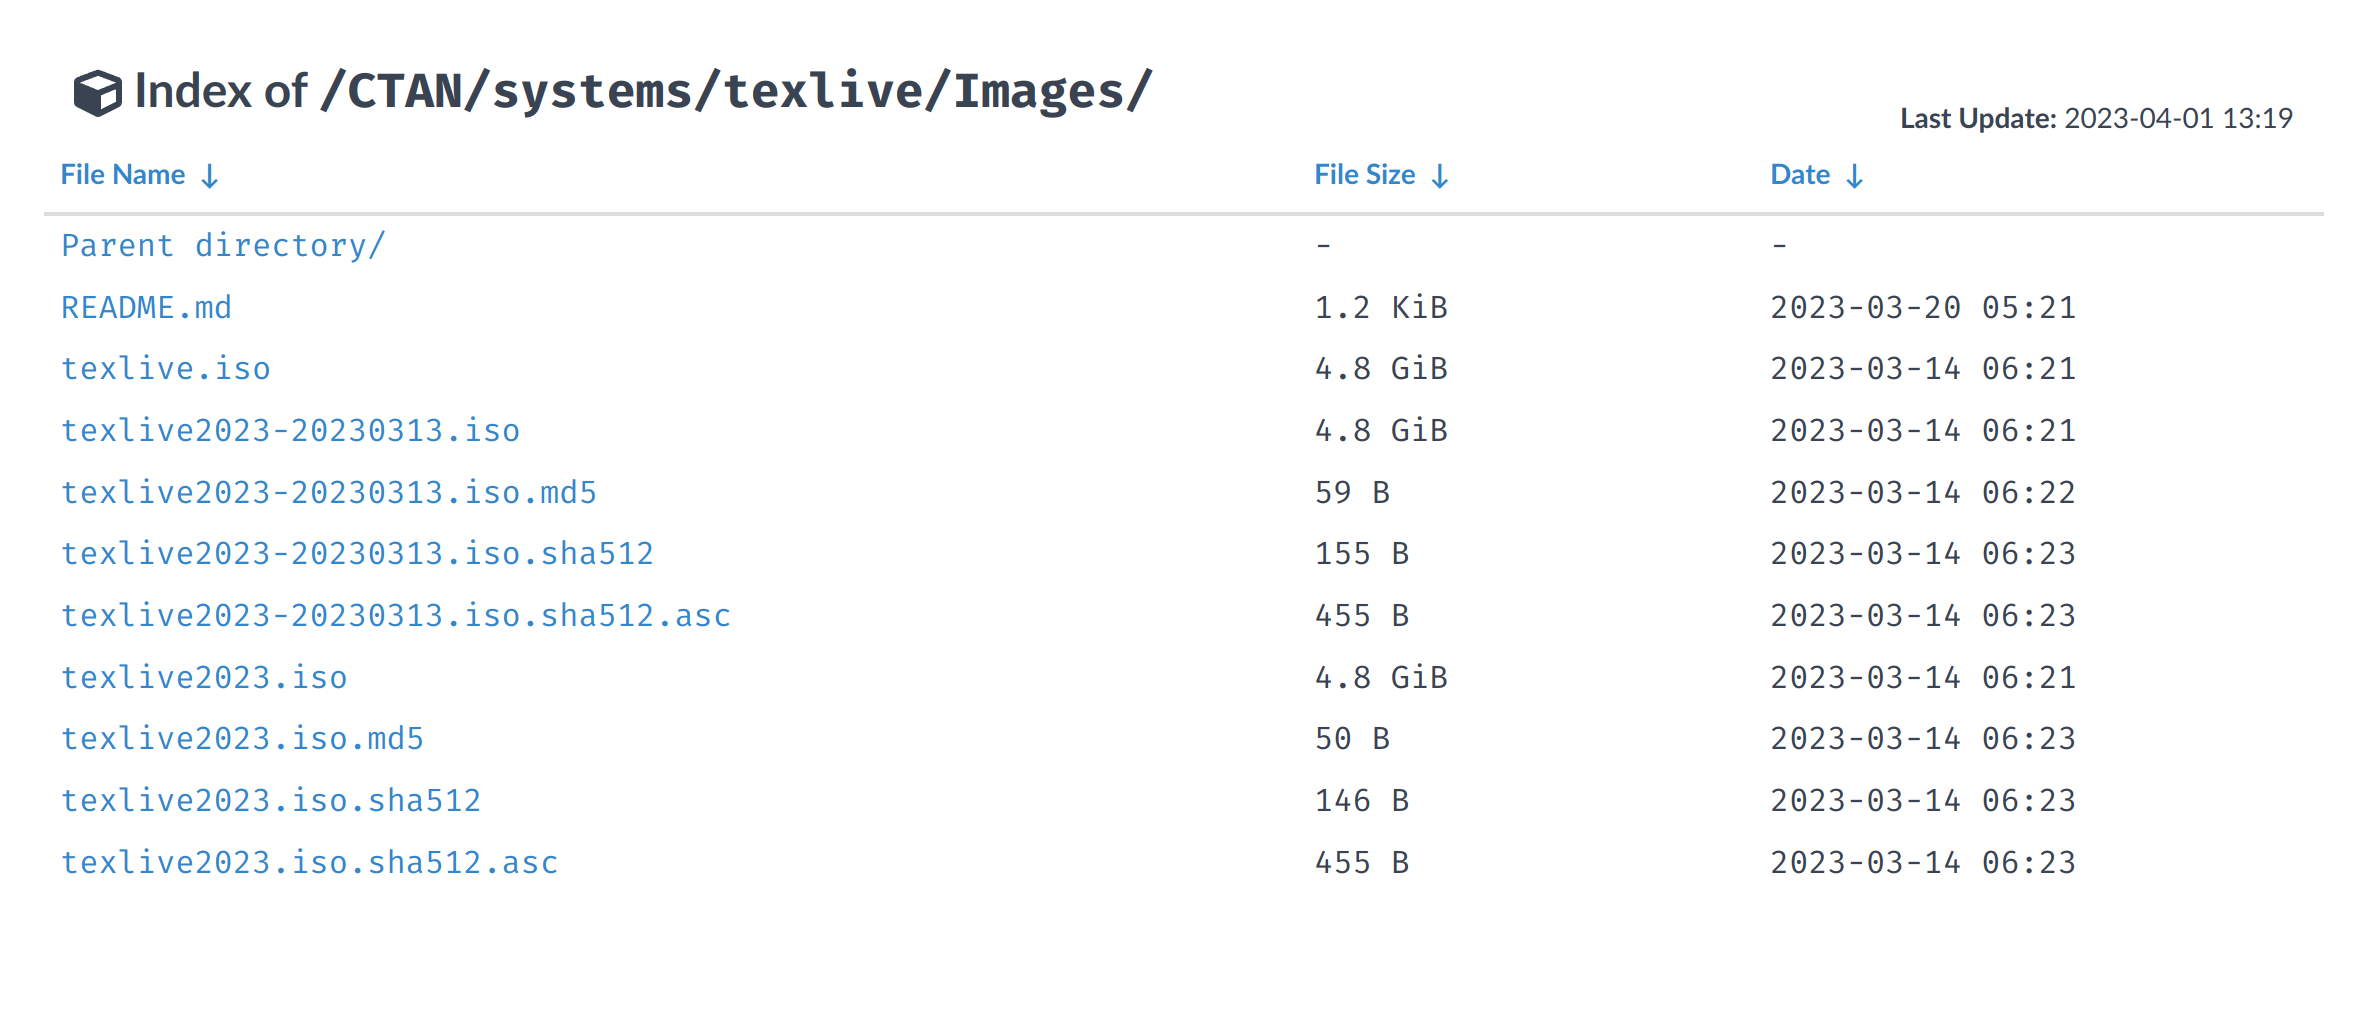 Index of /CTAN/systems/texlive/Images/
Last Update: 2023-04-01 13:19
File Name ↓ File Size ↓ Date ↓
Parent directory/ - -
README.md 1.2 KiB 2023-03-20 05:21
texlive.iso 4.8 GiB 2023-03-14 06:21
texlive2023-20230313.iso 4.8 GiB 2023-03-14 06:21
texlive2023-20230313.iso.md5 59 B 2023-03-14 06:22
texlive2023-20230313.iso.sha512 155 B 2023-03-14 06:23
texlive2023-20230313.iso.sha512.asc 455 B 2023-03-14 06:23
texlive2023.iso 4.8 GiB 2023-03-14 06:21
texlive2023.iso.md5 50 B 2023-03-14 06:23
texlive2023.iso.sha512 146 B 2023-03-14 06:23
texlive2023.iso.sha512.asc 455 B 2023-03-14 06:23